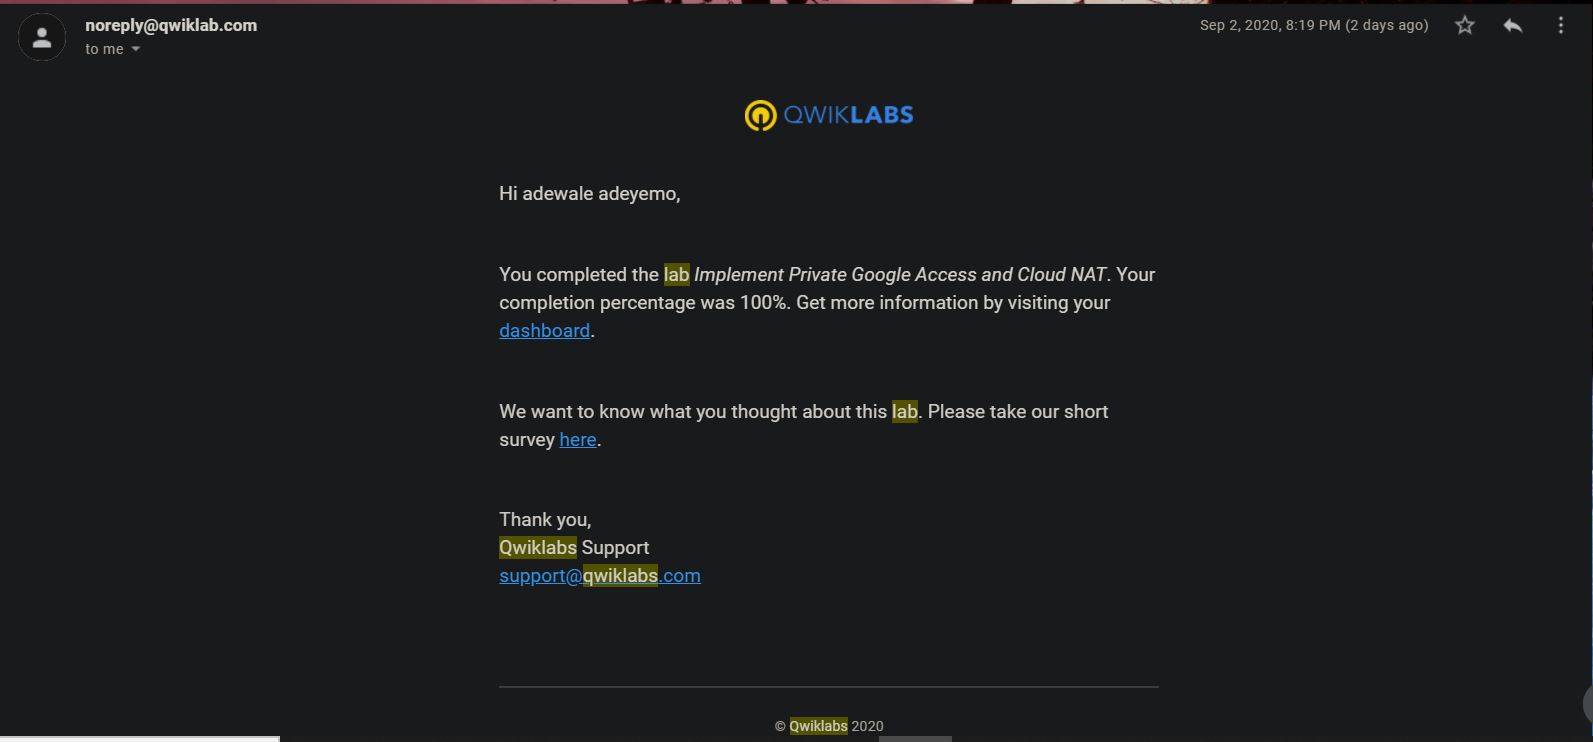 noreply@qwiklab.com
Sep 2, 2020, 8:19 PM (2 days ago)
to me
QWIKLABS
Hi adewale adeyemo,
You completed the lab Implement Private Google Access and Cloud NAT. Your
completion percentage was 100%. Get more information by visiting your
dashboard.
We want to know what you thought about this lab. Please take our short
survey here.
Thank you,
Qwiklabs Support
support@qwiklabs.com
© Qwiklabs 2020